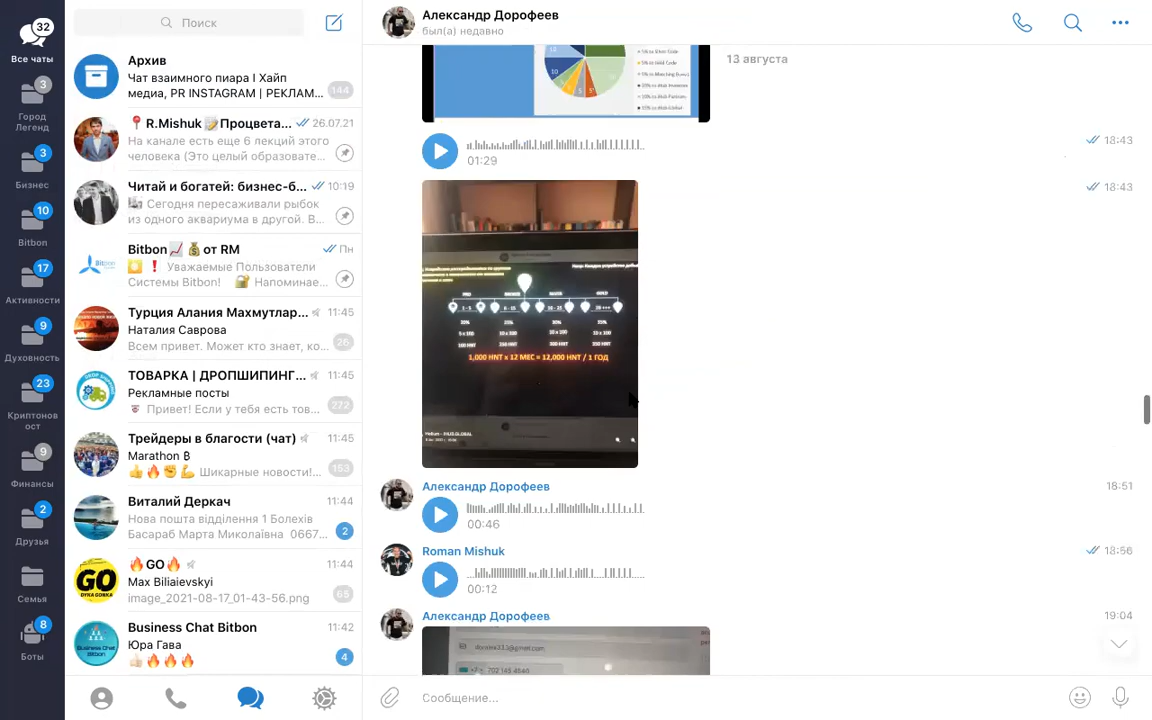 32
Все чаты
3
Город
Легенд
3
Бизнес
10
Bitbon
17
Активности
9
Духовность
23
Криптонов
ост
9
Финансы
2
Друзья
Семья
8
Боты
Поиск
Архив
Чат взаимного пиара I Хайп
медиа, PR INSTAGRAM | РЕКЛАМ...
144
R.Mishuk Процвета... 26.07.21
На канале есть еще 6 лекций этого
человека (Это целый образовате...
Читай и богатей: бизнес-б... 10:19
Сегодня пересаживали рыбок
из одного аквариума в другой. В...
Bitbon от RM Пн
Уважаемые Пользователи
Системы Bitbon! Напоминае...
Турция Алания Махмутлар... 11:45
Наталия Саврова
Всем привет. Может кто знает, ко...
26
ТОВАРКА | ДРОПШИПИНГ... 11:45
Рекламные посты
Привет! Если у тебя есть тов...
272
Трейдеры в благости (чат) 11:45
Marathon ₿
Шикарные новости!...
153
Виталий Деркач 11:44
Нова пошта відділення 1 Болехів
Басараб Марта Миколаївна 0667...
2
GO 11:44
Max Biliaievskyi
image_2021-08-17_01-43-56.png
65
GO
Business Chat Bitbon 11:42
Юра Гава
4
Александр Дорофеев
был(а) недавно
13 августа
01:29
18:43
18:43
1,000 HNT x 12 МЕС = 12,000 HNT / 1 ГОД
Александр Дорофеев 18:51
00:46
Roman Mishuk 18:56
00:12
Александр Дорофеев 19:04
Сообщение...